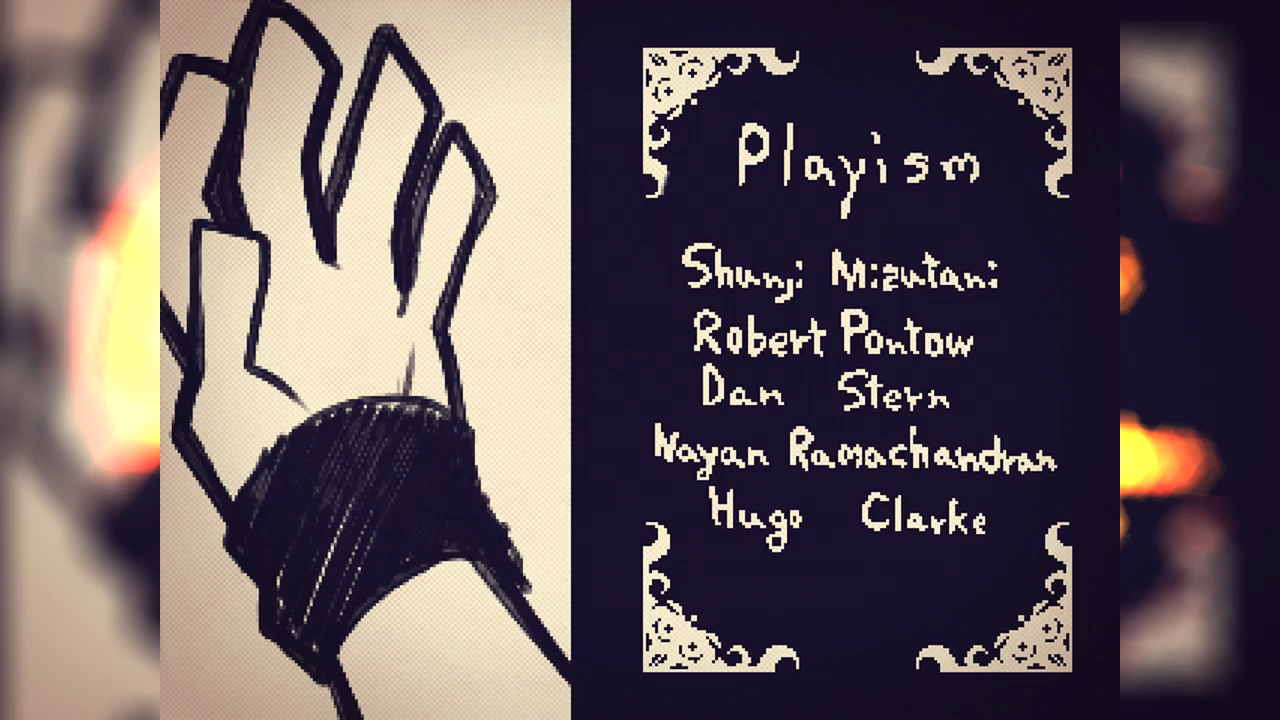 Playism
Shunji Mizutani
Robert Pontow
Dan Stern
Nayan Ramachandran
Hugo Clarke